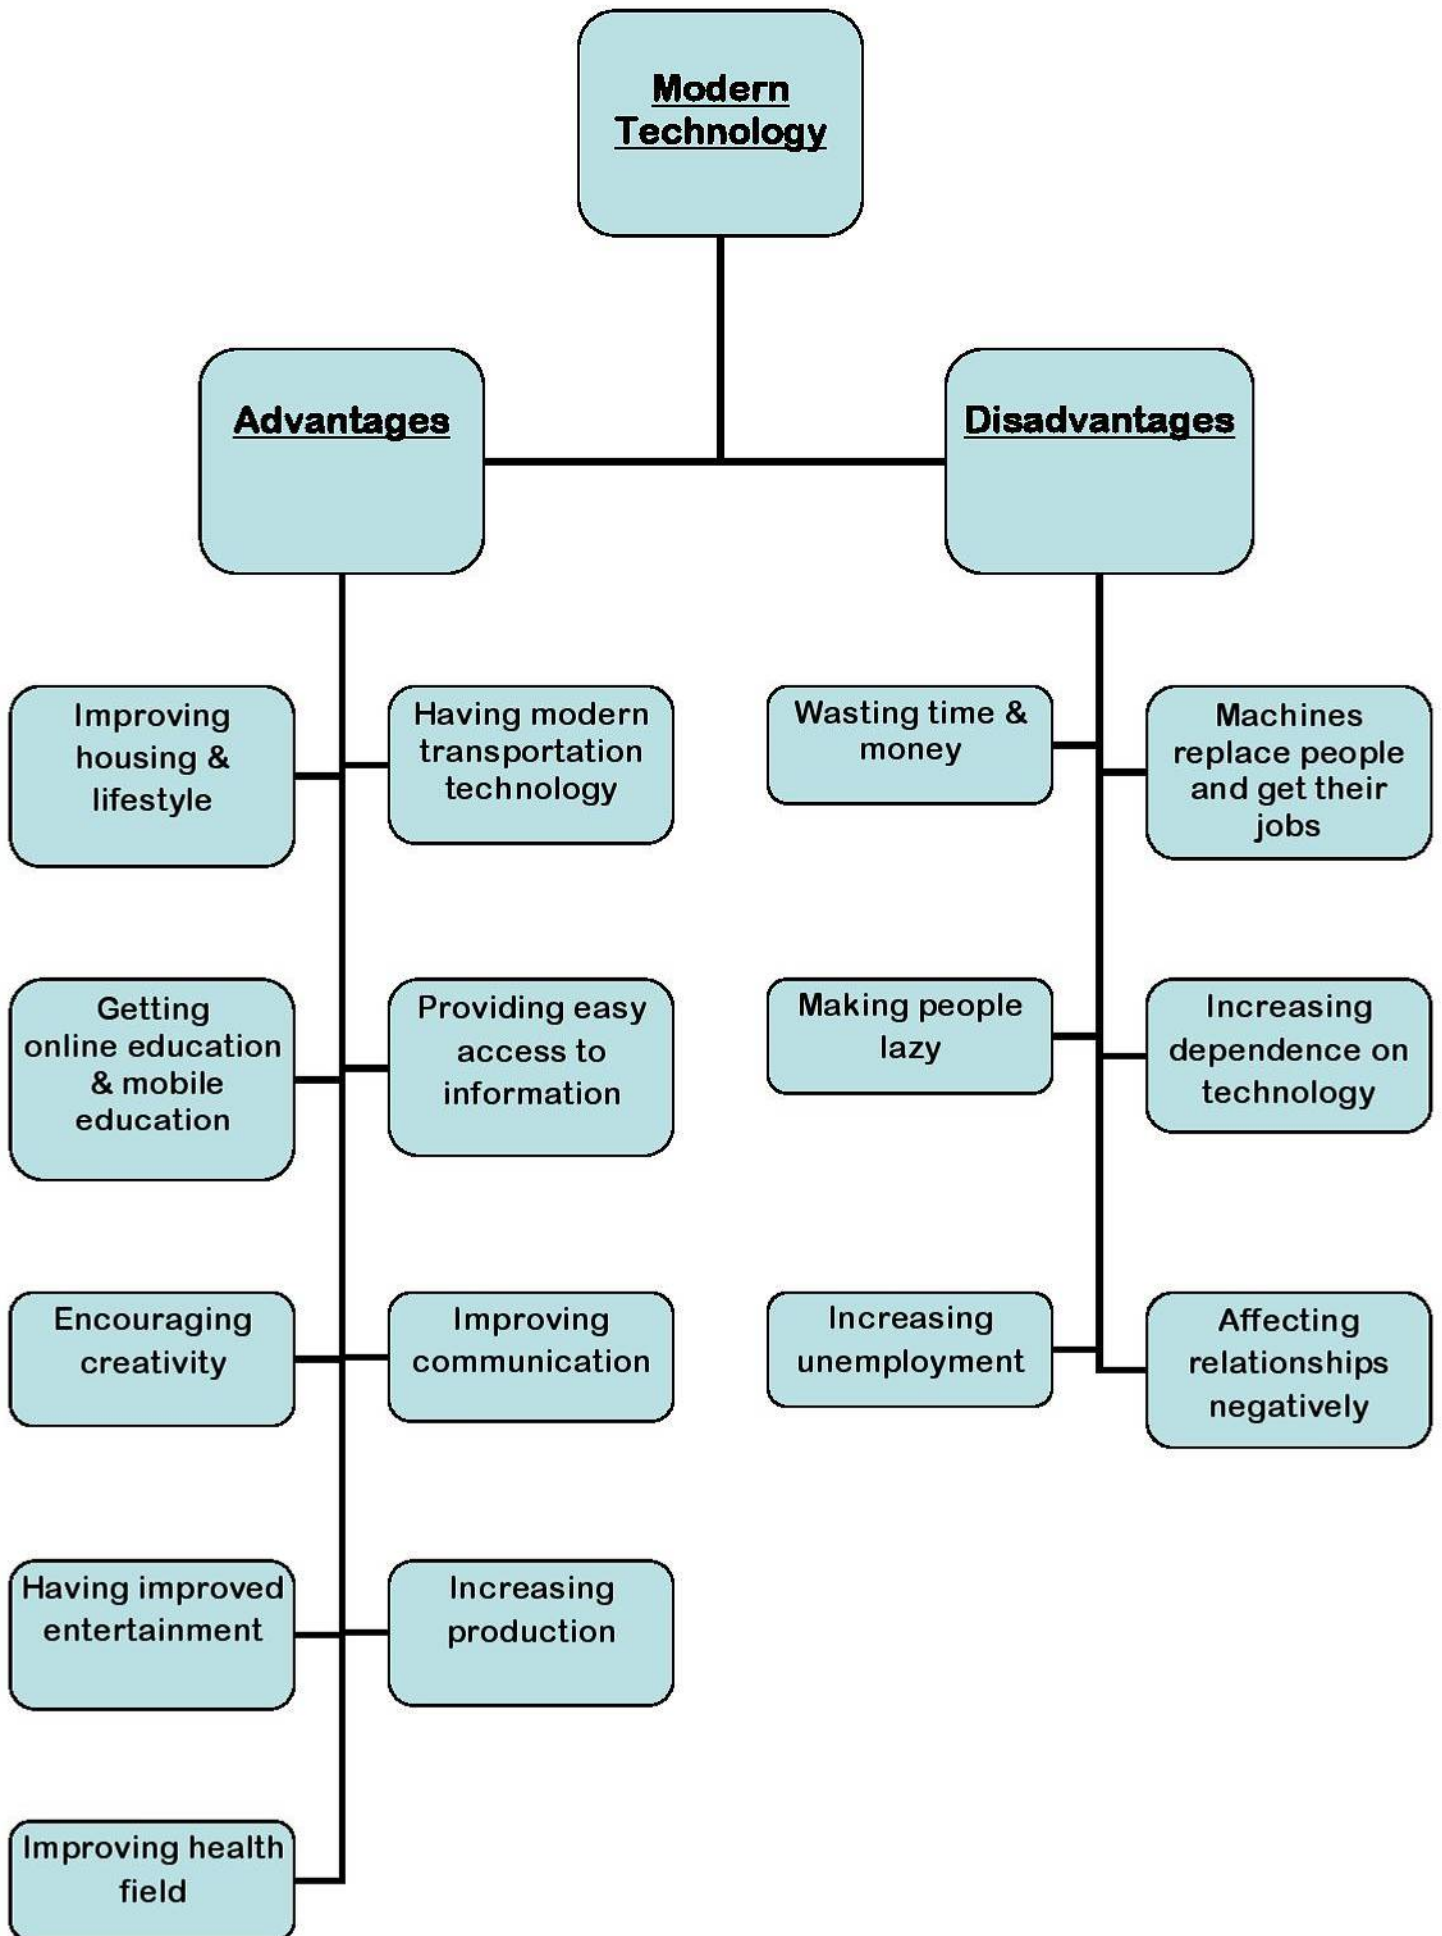 Modern
Technology
Advantages
Disadvantages
Improving
housing &
lifestyle
Having modern
transportation
technology
Wasting time &
money
Machines
replace people
and get their
jobs
Getting
online education
& mobile
education
Providing easy
access to
information
Making people
lazy
Increasing
dependence on
technology
Encouraging
creativity
Improving
communication
Increasing
unemployment
Affecting
relationships
negatively
Having improved
entertainment
Increasing
production
Improving health
field